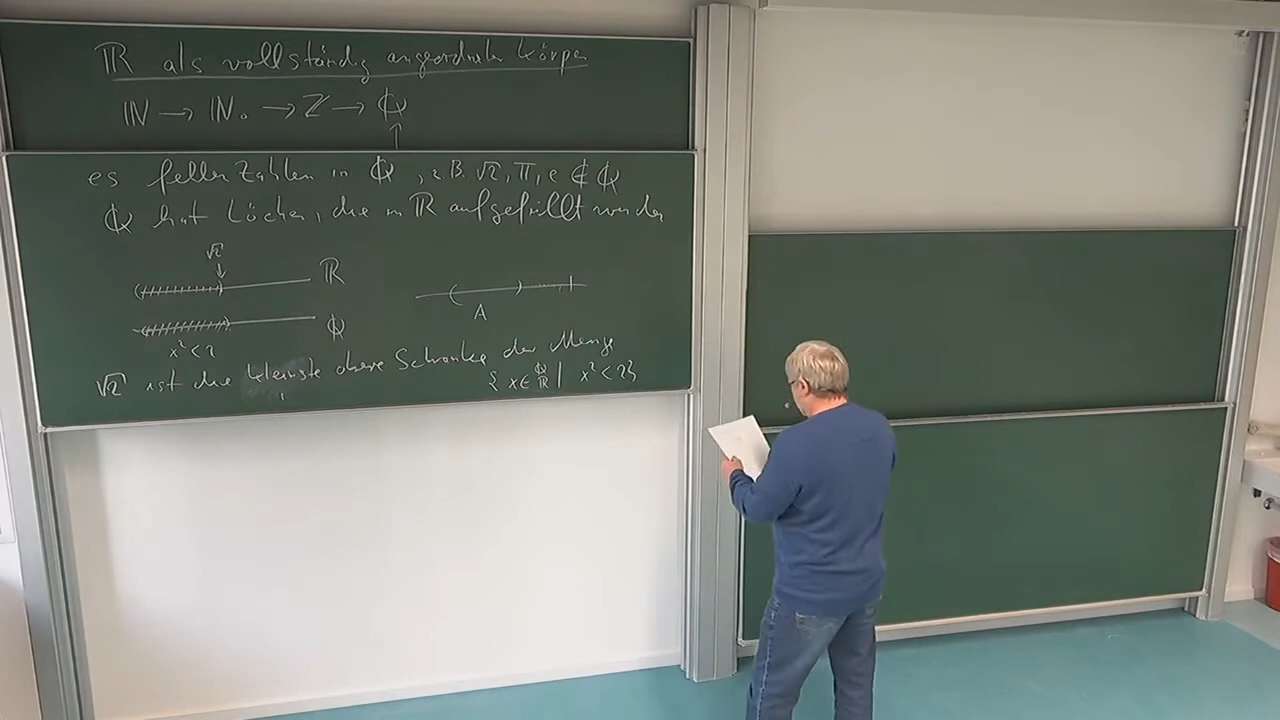 ℝ als vollständig angeordneter Körper
ℕ → ℕ₀ → ℤ → ℚ
↑
es fehlen Zahlen in ℚ, z.B. √2, π, e ∉ ℚ
ℚ hat Löcher, die in ℝ aufgefüllt werden
√2
↓
ℝ
A
ℚ
x² < 2
√2 ist die kleinste obere Schranke der Menge
{ x ∈ ℚ ℝ | x² < 2 }